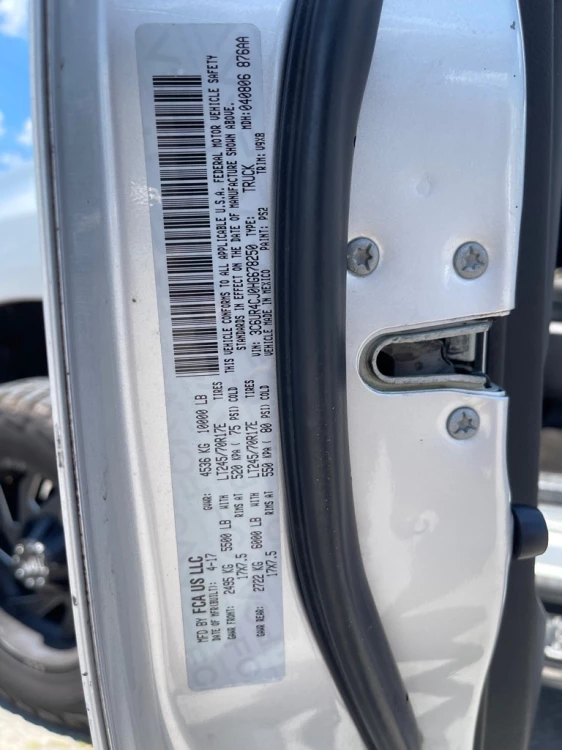 MFD BY FCA US LLC
DATE OF MFR(BUILT): 4-17 GVWR: 4536 KG 10000 LB
GAWR FRONT: 2495 KG 5500 LB WITH LT245/70R17E TIRES
17X7.5 RIMS AT 520 KPA ( 75 PSI) COLD
GAWR REAR: 2722 KG 6000 LB WITH LT245/70R17E TIRES
17X7.5 RIMS AT 550 KPA ( 80 PSI) COLD
THIS VEHICLE CONFORMS TO ALL APPLICABLE U.S.A. FEDERAL MOTOR VEHICLE SAFETY
STANDARDS IN EFFECT ON THE DATE OF MANUFACTURE SHOWN ABOVE.
VIN: 3C6UR4CJ0HG678250 TYPE: TRUCK MDH: 040806 876AA
VEHICLE MADE IN MEXICO PAINT: PS2 TRIM: V9X8